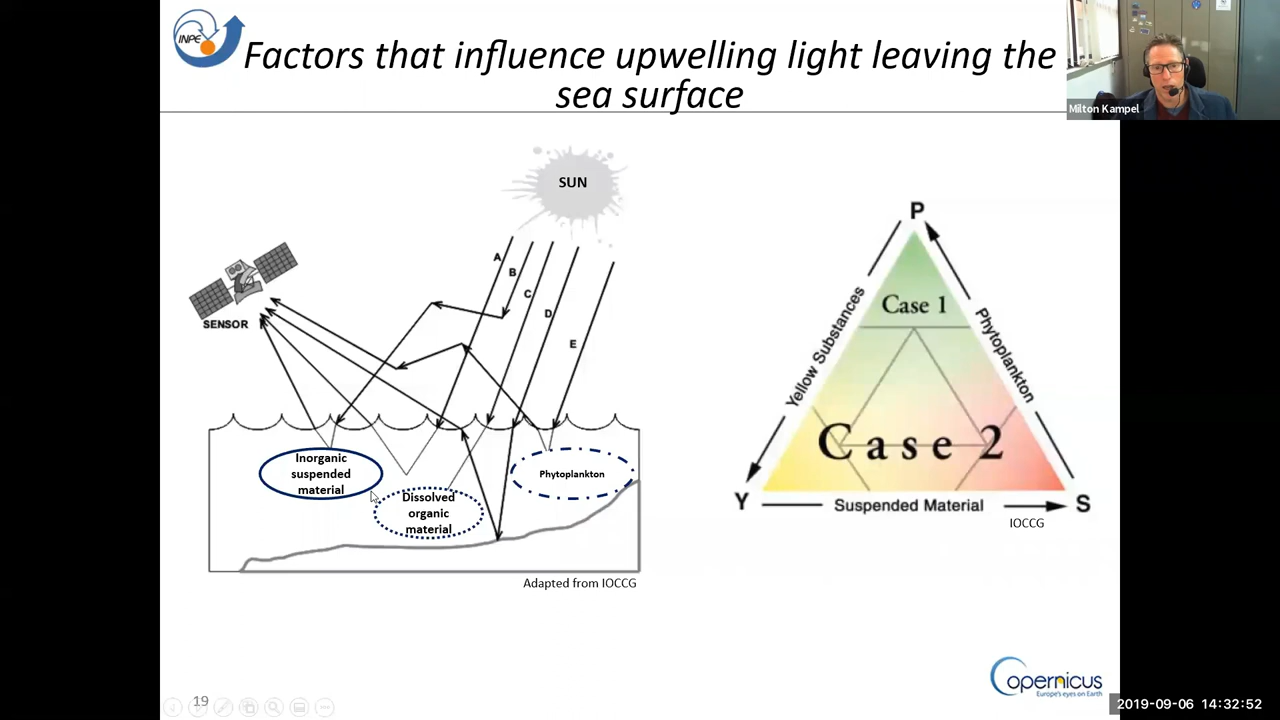 INPE
Factors that influence upwelling light leaving the
sea surface
Milton Kampel
SUN
A
B
C
D
E
SENSOR
Inorganic
suspended
material
Dissolved
organic
material
Phytoplankton
Adapted from IOCCG
P
Case 1
Yellow Substances
Phytoplankton
Case 2
Y
Suspended Material
S
IOCCG
19
Copernicus
Europe's eyes on Earth
2019-09-06 14:32:52